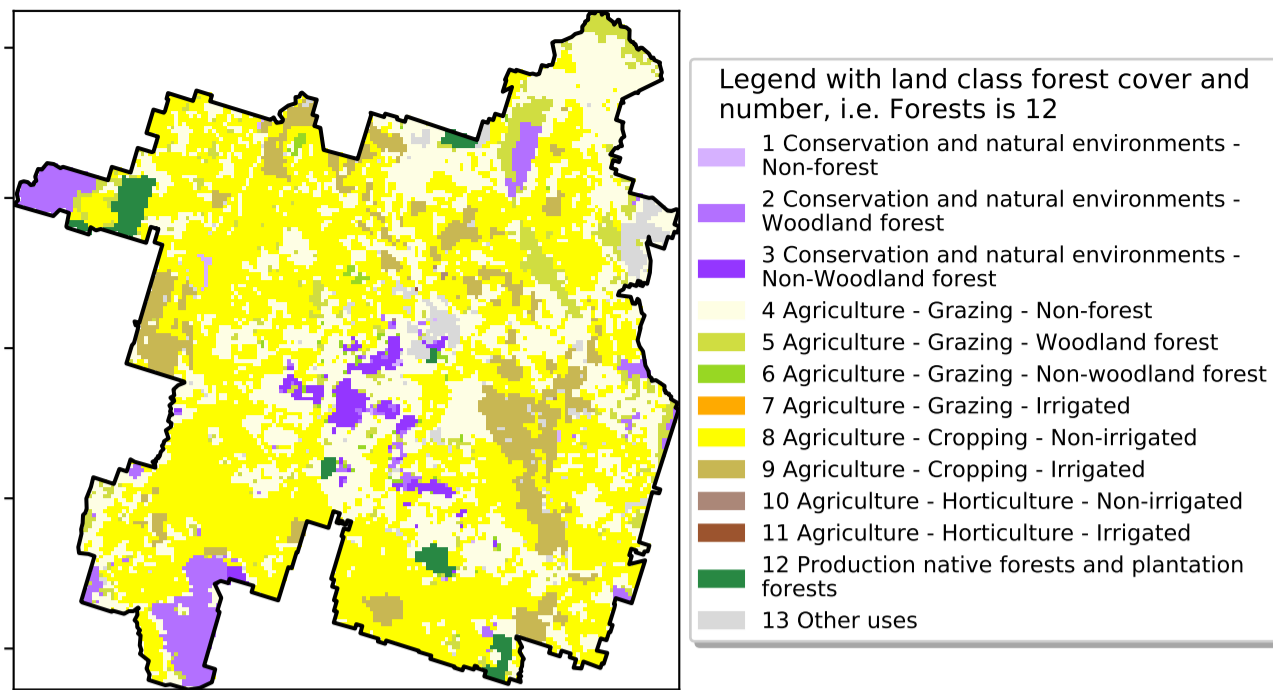 Legend with land class forest cover and
number, i.e. Forests is 12
1 Conservation and natural environments -
Non-forest
2 Conservation and natural environments -
Woodland forest
3 Conservation and natural environments -
Non-Woodland forest
4 Agriculture - Grazing - Non-forest
5 Agriculture - Grazing - Woodland forest
6 Agriculture - Grazing - Non-woodland forest
7 Agriculture - Grazing - Irrigated
8 Agriculture - Cropping - Non-irrigated
9 Agriculture - Cropping - Irrigated
10 Agriculture - Horticulture - Non-irrigated
11 Agriculture - Horticulture - Irrigated
12 Production native forests and plantation
forests
13 Other uses